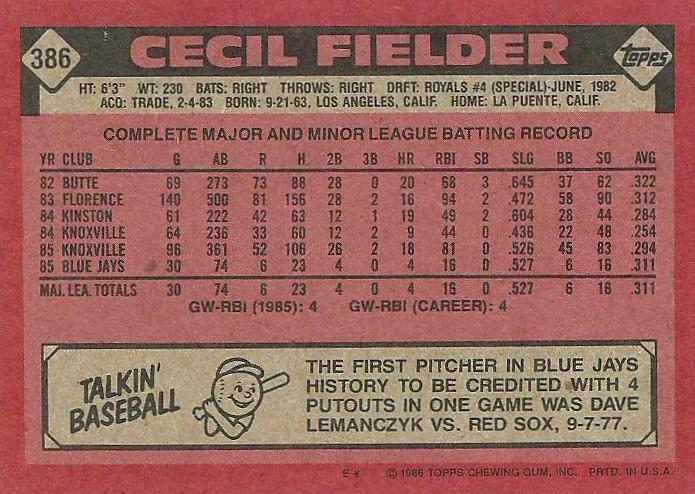 386 CECIL FIELDER topps
HT: 6'3" WT: 230 BATS: RIGHT THROWS: RIGHT DRFT: ROYALS #4 (SPECIAL)-JUNE, 1982
ACQ: TRADE, 2-4-83 BORN: 9-21-63, LOS ANGELES, CALIF. HOME: LA PUENTE, CALIF.
COMPLETE MAJOR AND MINOR LEAGUE BATTING RECORD
YR CLUB G AB R H 2B 3B HR RBI SB SLG BB SO AVG
82 BUTTE 69 273 73 88 28 0 20 68 3 .645 37 62 .322
83 FLORENCE 140 500 81 156 28 2 16 94 2 .472 58 90 .312
84 KINSTON 61 222 42 63 12 1 19 49 2 .604 28 44 .284
84 KNOXVILLE 64 236 33 60 12 2 9 44 0 .436 22 48 .254
85 KNOXVILLE 96 361 52 106 26 2 18 81 0 .526 45 83 .294
85 BLUE JAYS 30 74 6 23 4 0 4 16 0 .527 6 16 .311
MAJ. LEA. TOTALS 30 74 6 23 4 0 4 16 0 .527 6 16 .311
GW-RBI (1985): 4 GW-RBI (CAREER): 4
TALKIN'
BASEBALL
THE FIRST PITCHER IN BLUE JAYS
HISTORY TO BE CREDITED WITH 4
PUTOUTS IN ONE GAME WAS DAVE
LEMANCZYK VS. RED SOX, 9-7-77.
E-X © 1986 TOPPS CHEWING GUM, INC. PRTD. IN U.S.A.